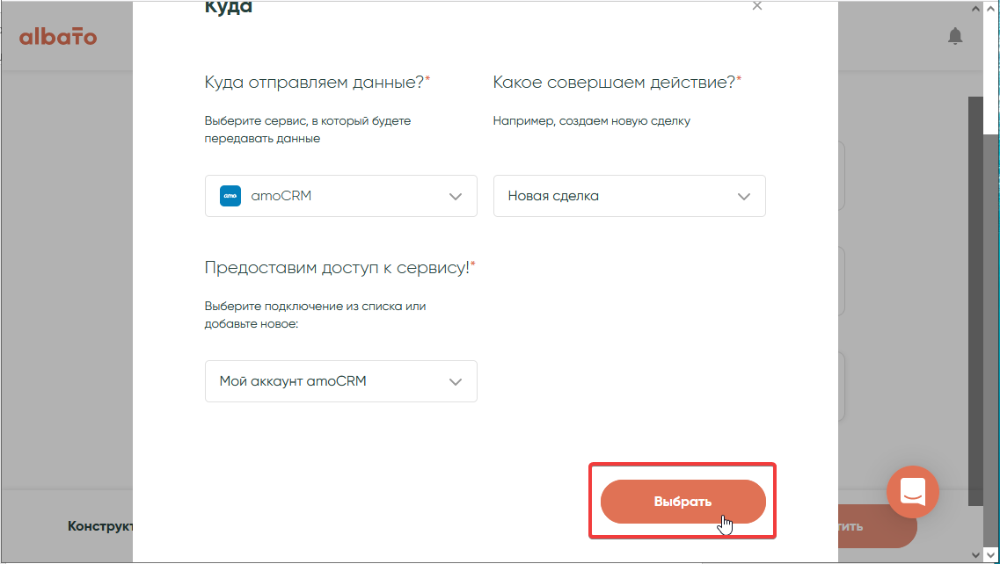 Куда
albato
Куда отправляем данные?*
Какое совершаем действие?*
Выберите сервис, в который будете
передавать данные
Например, создаем новую сделку
amo
amoCRM
Новая сделка
Предоставим доступ к сервису!*
Выберите подключение из списка или
добавьте новое:
Мой аккаунт amoCRM
Выбрать
Конструкт
тить